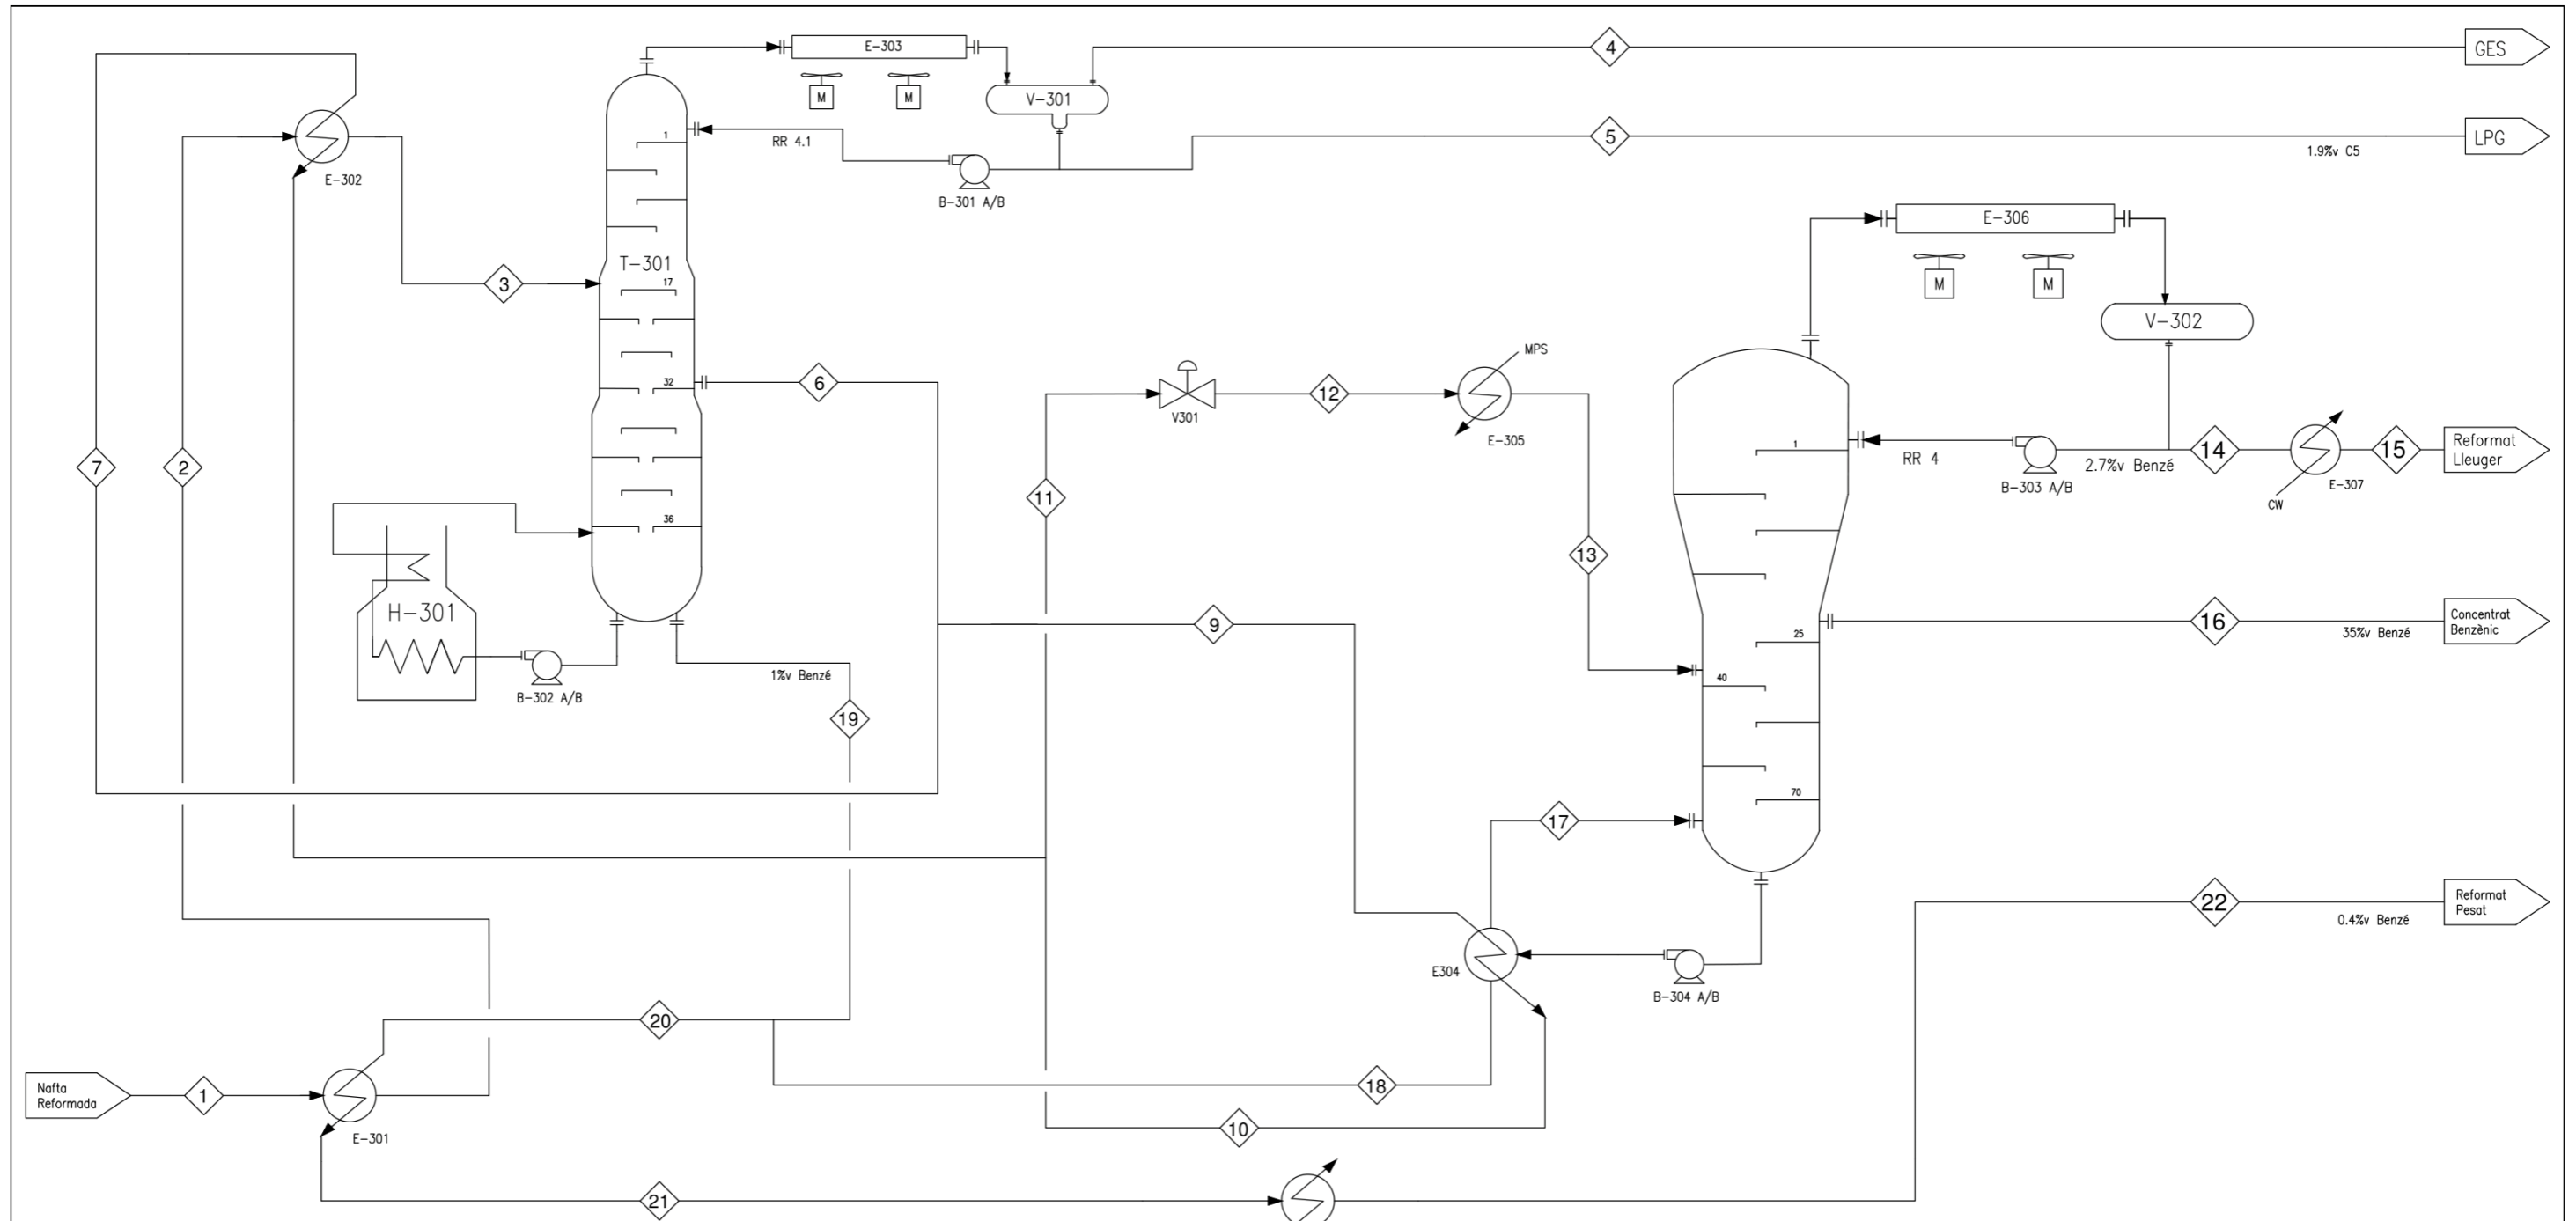 E-303
4
GES
M
M
V-301
1
RR 4.1
5
LPG
1.9%v C5
E-302
B-301 A/B
E-306
M
M
T-301
3
17
V-302
MPS
32
6
12
V301
E-305
1
RR 4
2.7%v Benzé
14
15
Reformat
Lleuger
B-303 A/B
E-307
CW
7
2
11
36
13
H-301
9
25
16
Concentrat
Benzènic
35%v Benzé
1%v Benzé
B-302 A/B
40
19
70
17
22
Reformat
Pesat
0.4%v Benzé
E304
B-304 A/B
20
18
Nafta
Reformada
1
E-301
10
21